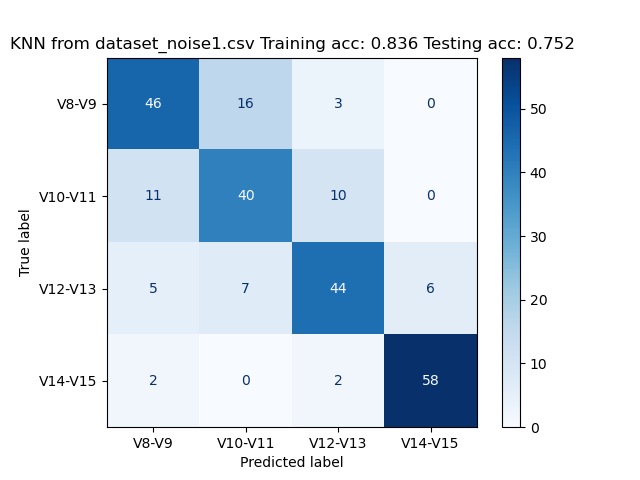 KNN from dataset_noise1.csv Training acc: 0.836 Testing acc: 0.752
V8-V9 46 16 3 0
V10-V11 11 40 10 0
V12-V13 5 7 44 6
V14-V15 2 0 2 58
V8-V9 V10-V11 V12-V13 V14-V15
Predicted label
True label
50
40
30
20
10
0